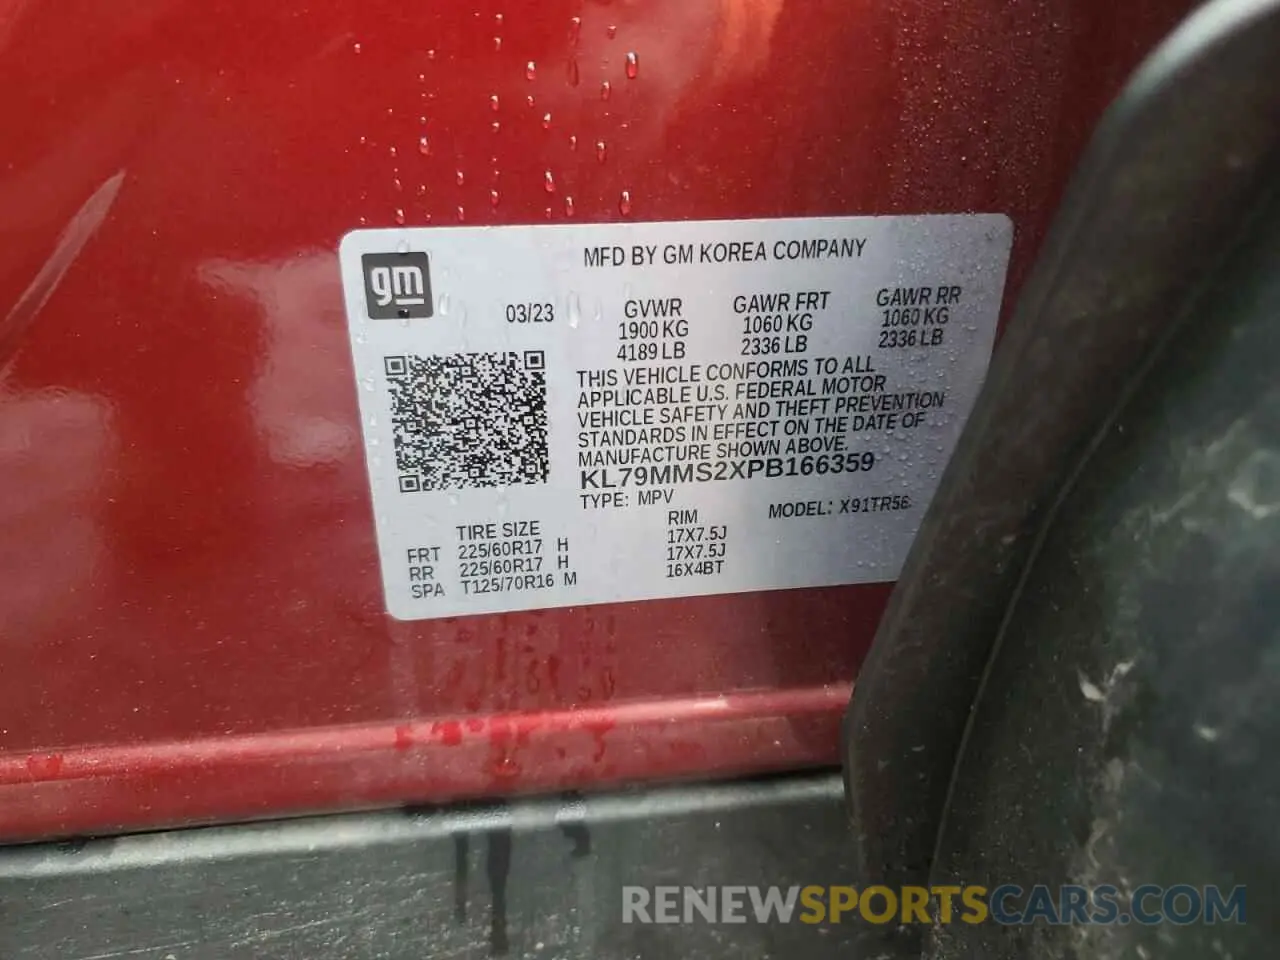 gm
MFD BY GM KOREA COMPANY
03/23
GVWR GAWR FRT GAWR RR
1900 KG 1060 KG 1060 KG
4189 LB 2336 LB 2336 LB
THIS VEHICLE CONFORMS TO ALL
APPLICABLE U.S. FEDERAL MOTOR
VEHICLE SAFETY AND THEFT PREVENTION
STANDARDS IN EFFECT ON THE DATE OF
MANUFACTURE SHOWN ABOVE.
KL79MMS2XPB166359
TYPE: MPV MODEL: X91TR56
TIRE SIZE RIM
FRT 225/60R17 H 17X7.5J
RR 225/60R17 H 17X7.5J
SPA T125/70R16 M 16X4BT
RENEWSPORTSCARS.COM